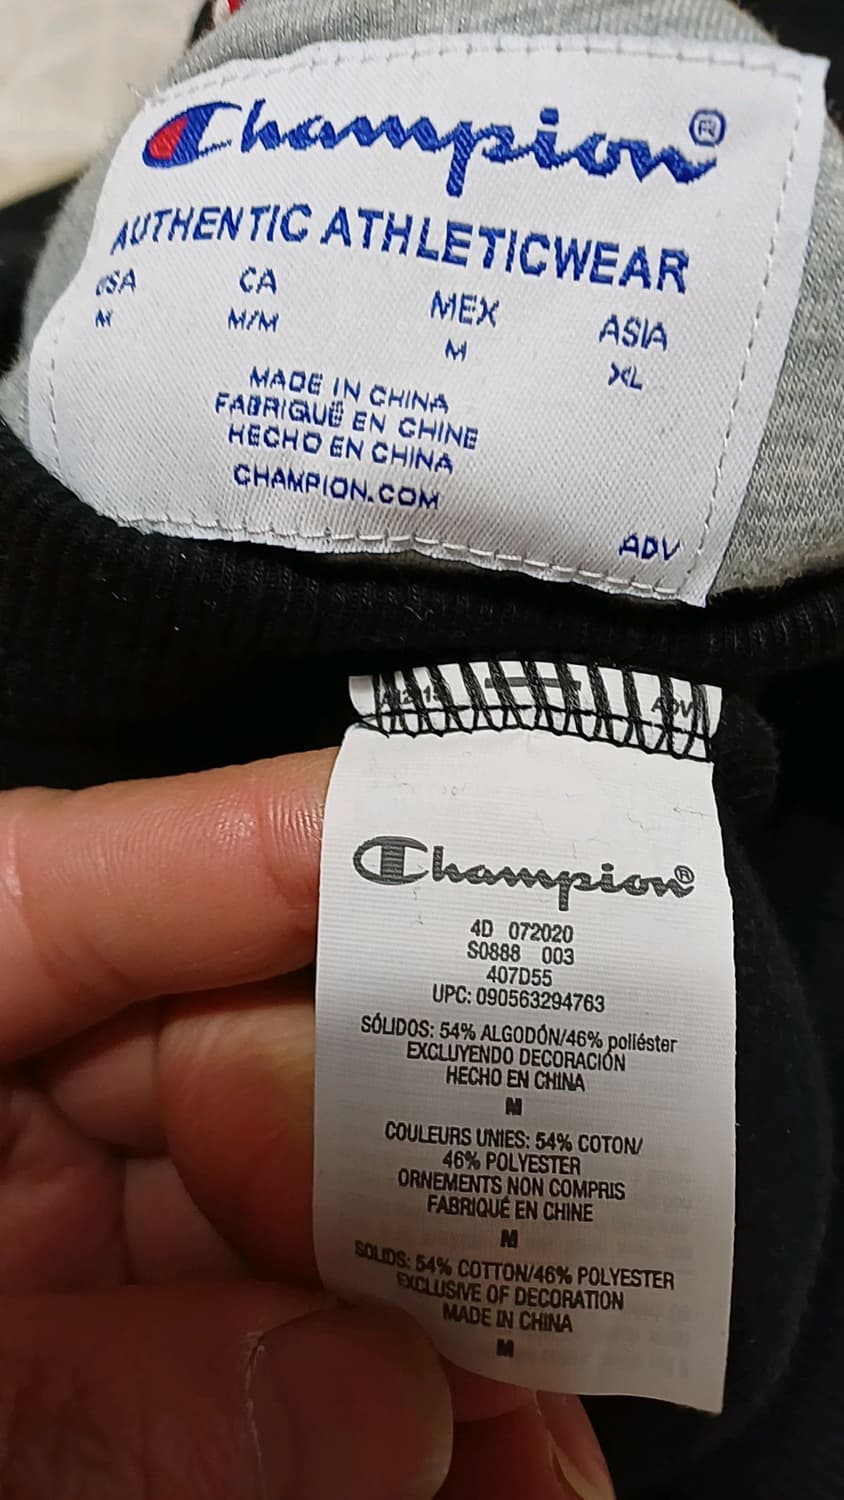 Champion®
AUTHENTIC ATHLETICWEAR
USA CA MEX ASIA
M M/M M XL
MADE IN CHINA
FABRIQUÉ EN CHINE
HECHO EN CHINA
CHAMPION.COM
ADV
ADV
Champion®
4D 072020
S0888 003
407D55
UPC: 090563294763
SÓLIDOS: 54% ALGODÓN/46% poliéster
EXCLUYENDO DECORACIÓN
HECHO EN CHINA
M
COULEURS UNIES: 54% COTON/
46% POLYESTER
ORNEMENTS NON COMPRIS
FABRIQUÉ EN CHINE
M
SOLIDS: 54% COTTON/46% POLYESTER
EXCLUSIVE OF DECORATION
MADE IN CHINA
M